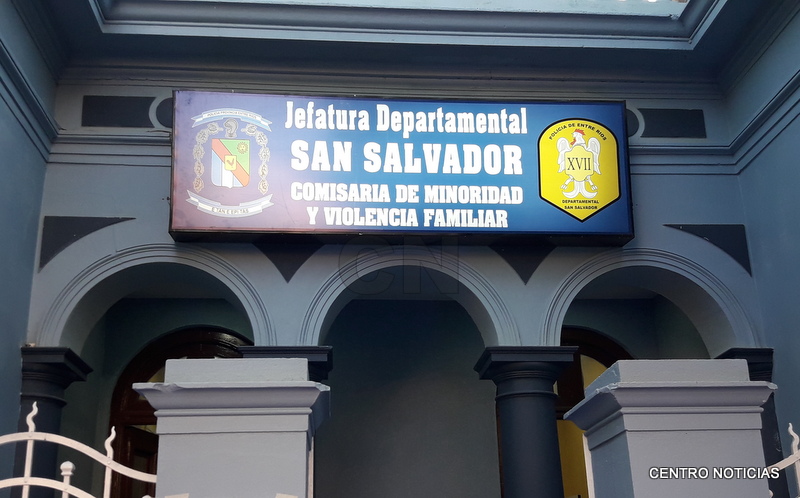 Jefatura Departamental
SAN SALVADOR
COMISARIA DE MINORIDAD
Y VIOLENCIA FAMILIAR
POLICIA DE ENTRE RIOS
XVII
DEPARTAMENTAL
SAN SALVADOR
CN
CENTRO NOTICIAS